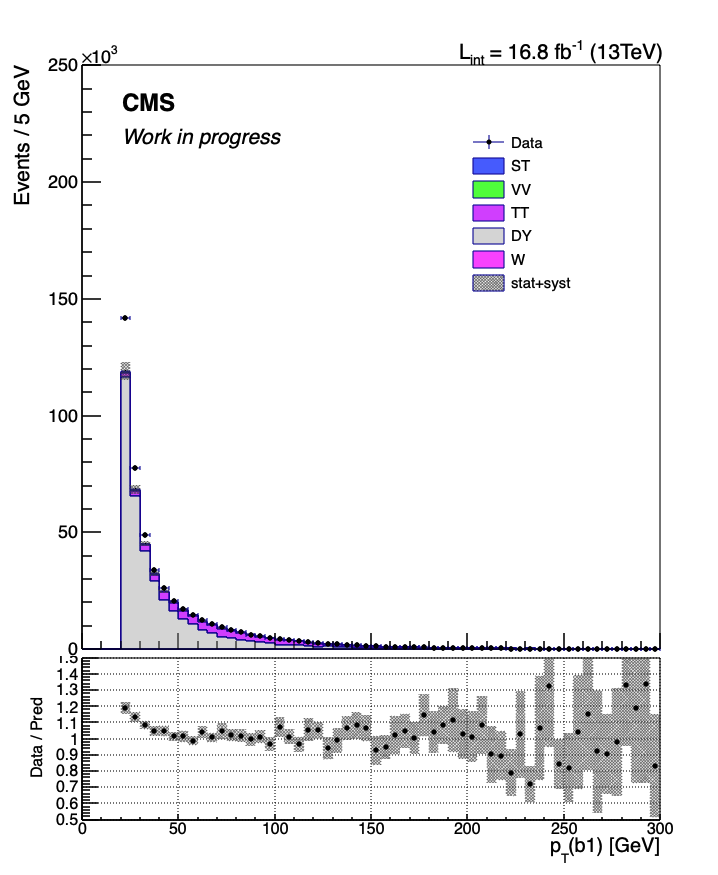 ×10³
L_int = 16.8 fb⁻¹ (13TeV)
250
CMS
Work in progress
Events / 5 GeV
Data
ST
200
VV
TT
DY
W
stat+syst
150
100
50
0
1.5
1.4
1.3
1.2
1.1
1
0.9
0.8
0.7
0.6
0.5
Data / Pred
0 50 100 150 200 250 300
p_T(b1) [GeV]